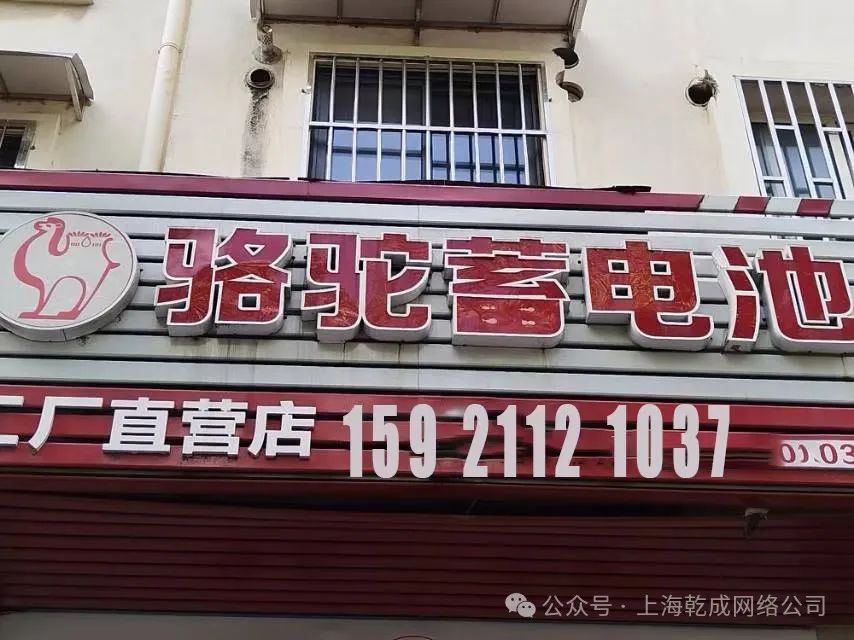 骆驼蓄电池
工厂直营店 159 2112 1037
公众号 · 上海乾成网络公司